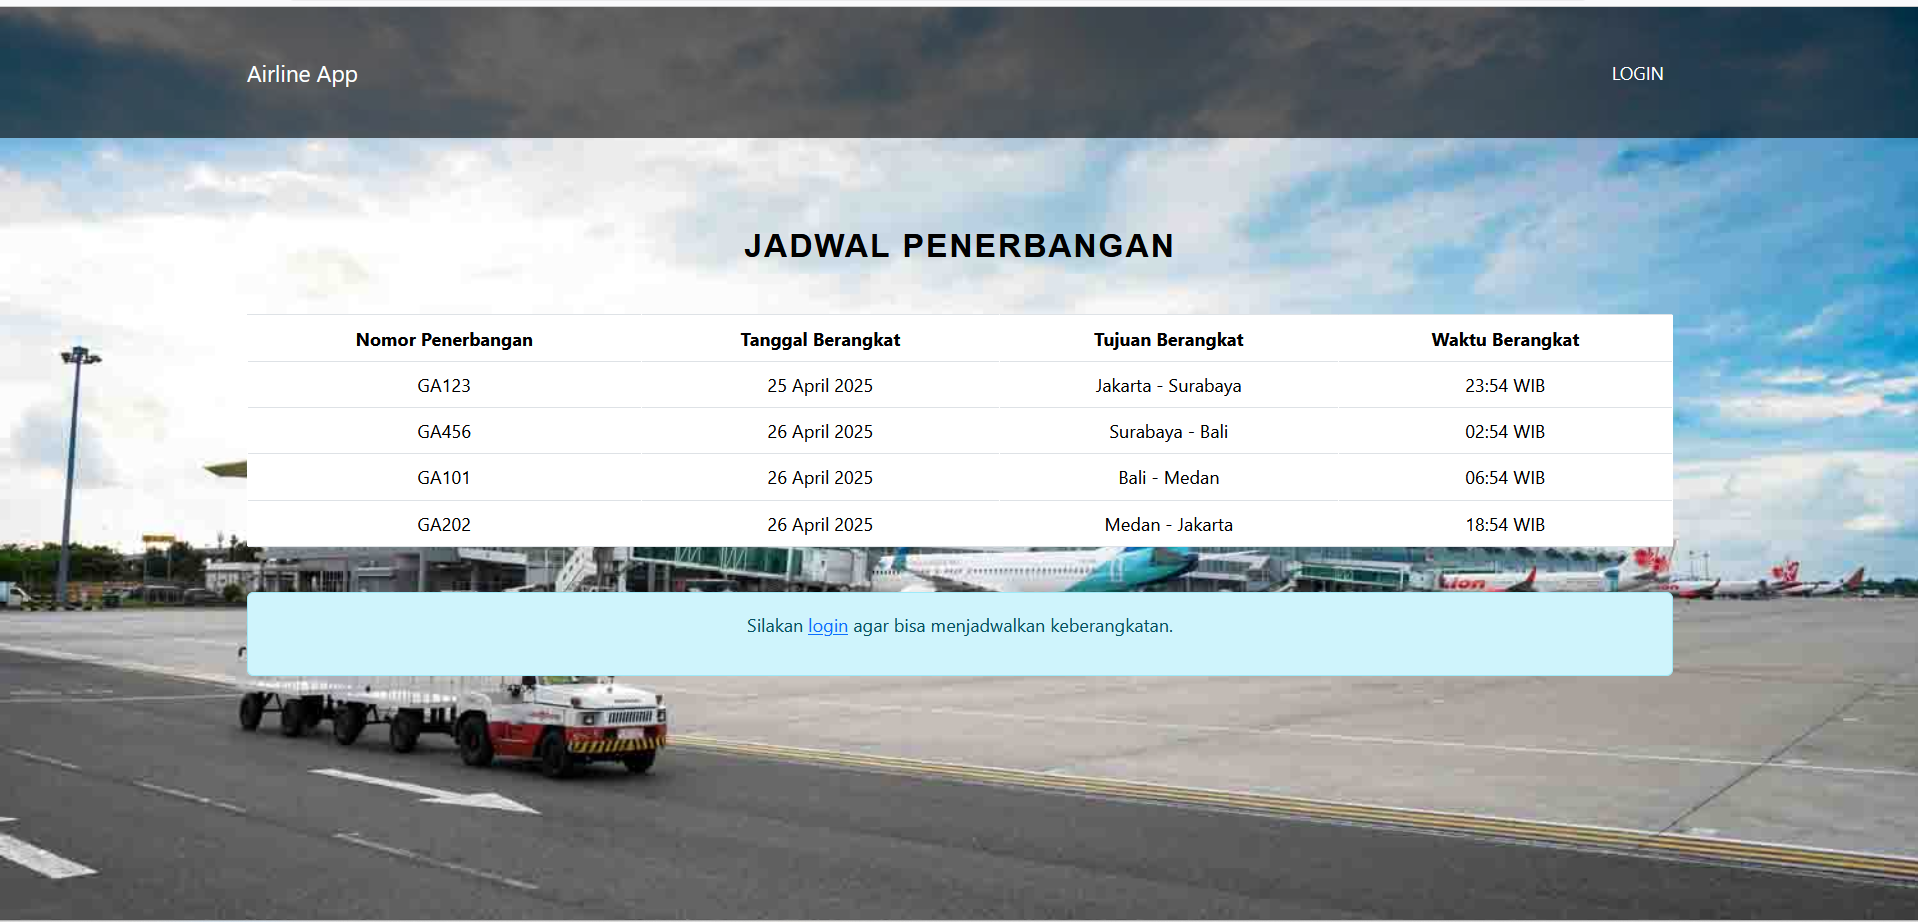 Airline App
LOGIN
JADWAL PENERBANGAN
Nomor Penerbangan Tanggal Berangkat Tujuan Berangkat Waktu Berangkat
GA123 25 April 2025 Jakarta - Surabaya 23:54 WIB
GA456 26 April 2025 Surabaya - Bali 02:54 WIB
GA101 26 April 2025 Bali - Medan 06:54 WIB
GA202 26 April 2025 Medan - Jakarta 18:54 WIB
lion
Silakan login agar bisa menjadwalkan keberangkatan.